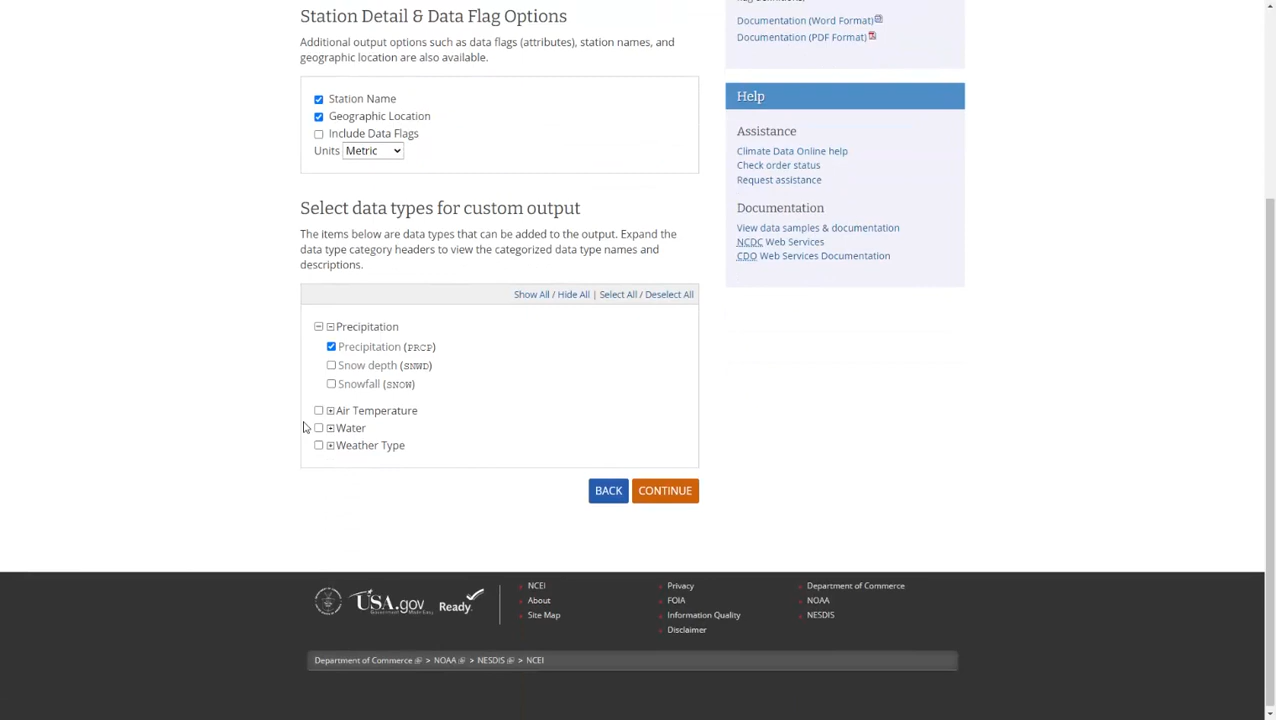 Station Detail & Data Flag Options
Additional output options such as data flags (attributes), station names, and
geographic location are also available.
Station Name
Geographic Location
Include Data Flags
Units Metric
Select data types for custom output
The items below are data types that can be added to the output. Expand the
data type category headers to view the categorized data type names and
descriptions.
Show All / Hide All | Select All / Deselect All
Precipitation
Precipitation (PRCP)
Snow depth (SNWD)
Snowfall (SNOW)
Air Temperature
Water
Weather Type
BACK CONTINUE
Documentation (Word Format)
Documentation (PDF Format)
Help
Assistance
Climate Data Online help
Check order status
Request assistance
Documentation
View data samples & documentation
NCDC Web Services
CDO Web Services Documentation
USA.gov
Ready.
NCEI
About
Site Map
Privacy
FOIA
Information Quality
Disclaimer
Department of Commerce
NOAA
NESDIS
Department of Commerce > NOAA > NESDIS > NCEI